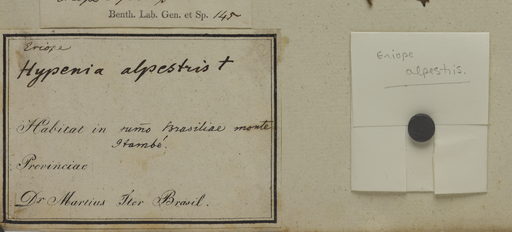 Benth. Lab. Gen. et Sp. 145
Eriope
Hypenia alpestris †
Habitat in Brasiliae monte
Itambé.
Provinciae
Dr Martius Iter Brasil.
Eriope
alpestris.